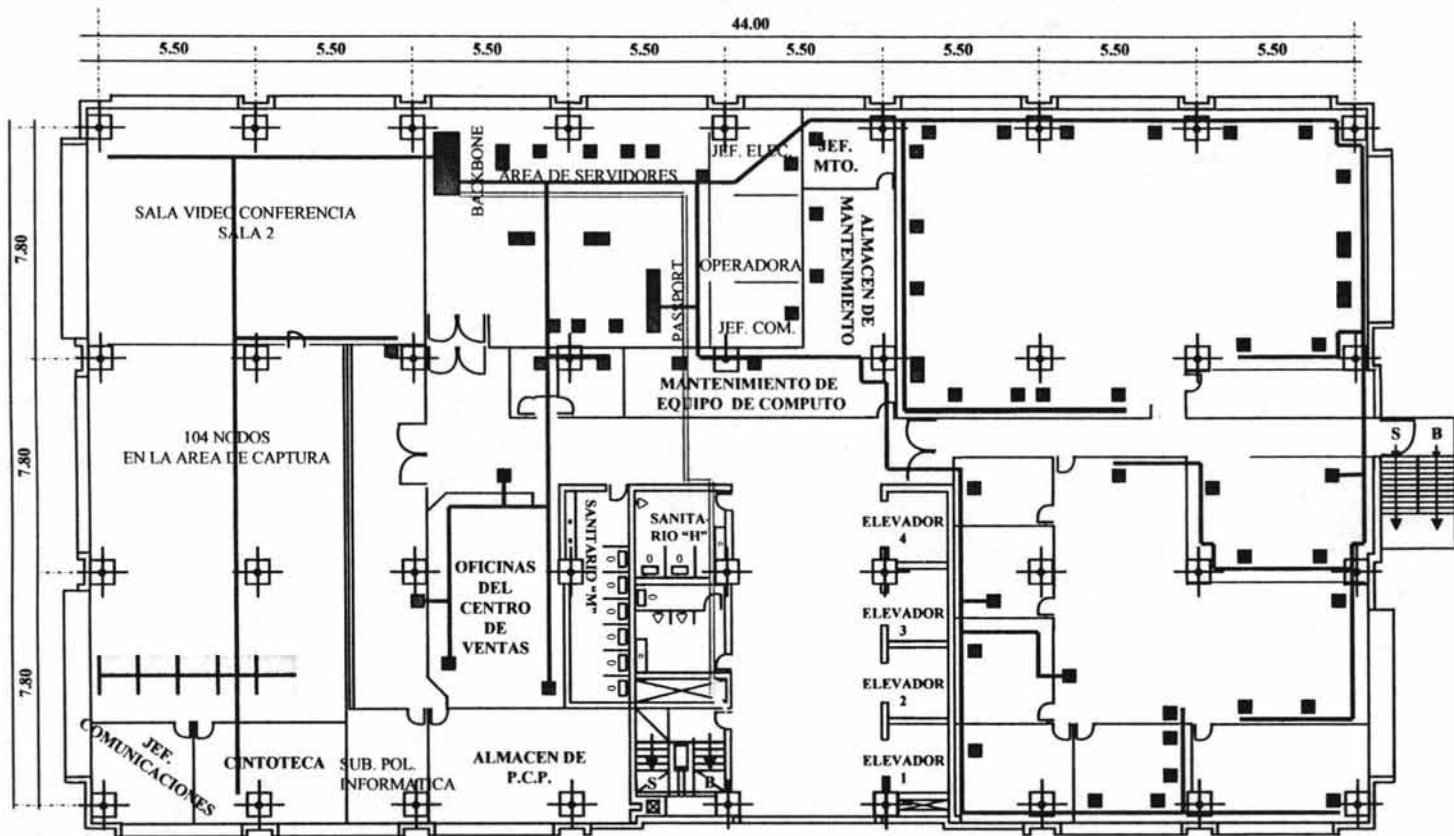 44.00
5.50 5.50 5.50 5.50 5.50 5.50 5.50 5.50
7.80
7.80
7.80
BACKBONE
AREA DE SERVIDORES
JEF. ELEC.
JEF.
MTO.
SALA VIDEO CONFERENCIA
SALA 2
PASSPORT
OPERADORA
ALMACEN DE
MANTENIMIENTO
JEF. COM.
MANTENIMIENTO DE
EQUIPO DE COMPUTO
104 NODOS
EN LA AREA DE CAPTURA
S B
SANITARIO "M"
SANITA-
RIO "H"
ELEVADOR
4
OFICINAS
DEL
CENTRO
DE
VENTAS
ELEVADOR
3
ELEVADOR
2
ELEVADOR
1
JEF.
COMUNICACIONES
CINTOTECA
SUB. POL.
INFORMATICA
ALMACEN DE
P.C.P.
S B